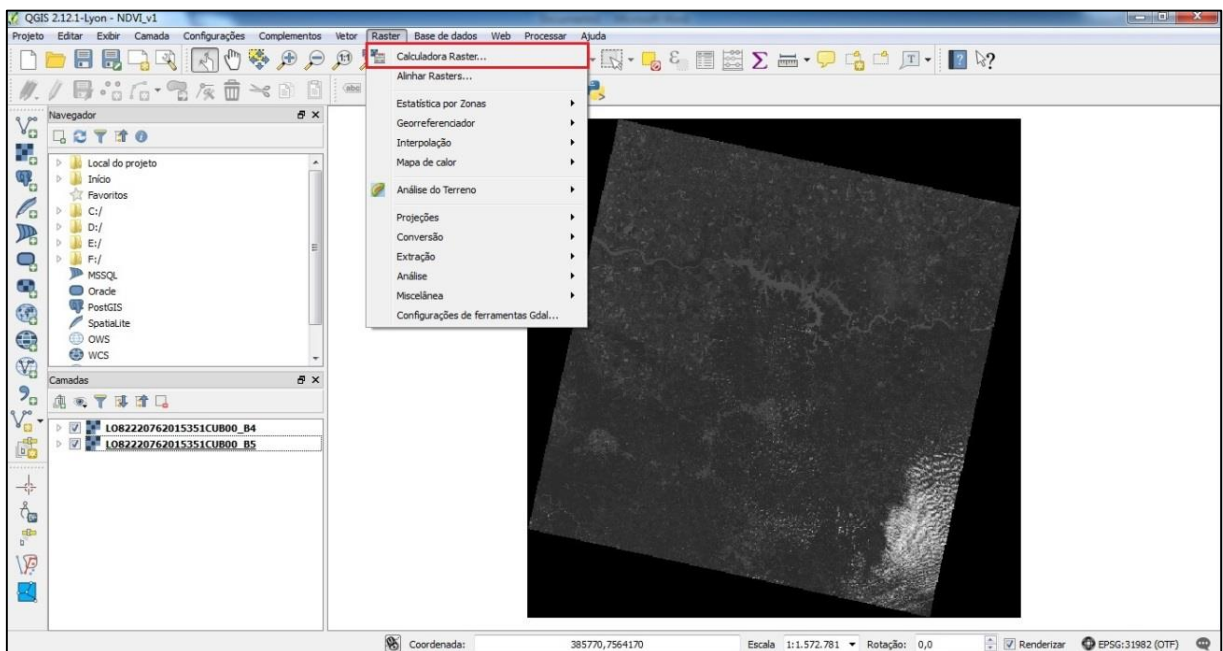 QGIS 2.12.1-Lyon - NDVI_v1
Projeto Editar Exibir Camada Configurações Complementos Vetor Raster Base de dados Web Processar Ajuda
Calculadora Raster...
Alinhar Rasters...
Estatística por Zonas
Georreferenciador
Interpolação
Mapa de calor
Análise do Terreno
Projeções
Conversão
Extração
Análise
Miscelânea
Configurações de ferramentas Gdal...
Navegador
Local do projeto
Início
Favoritos
C:/
D:/
E:/
F:/
MSSQL
Oracle
PostGIS
SpatiaLite
OWS
WCS
Camadas
LO82220762015351CUB00_B4
LO82220762015351CUB00_B5
Coordenada: 385770,7564170 Escala 1:1.572.781 Rotação: 0,0 Renderizar EPSG:31982 (OTF)